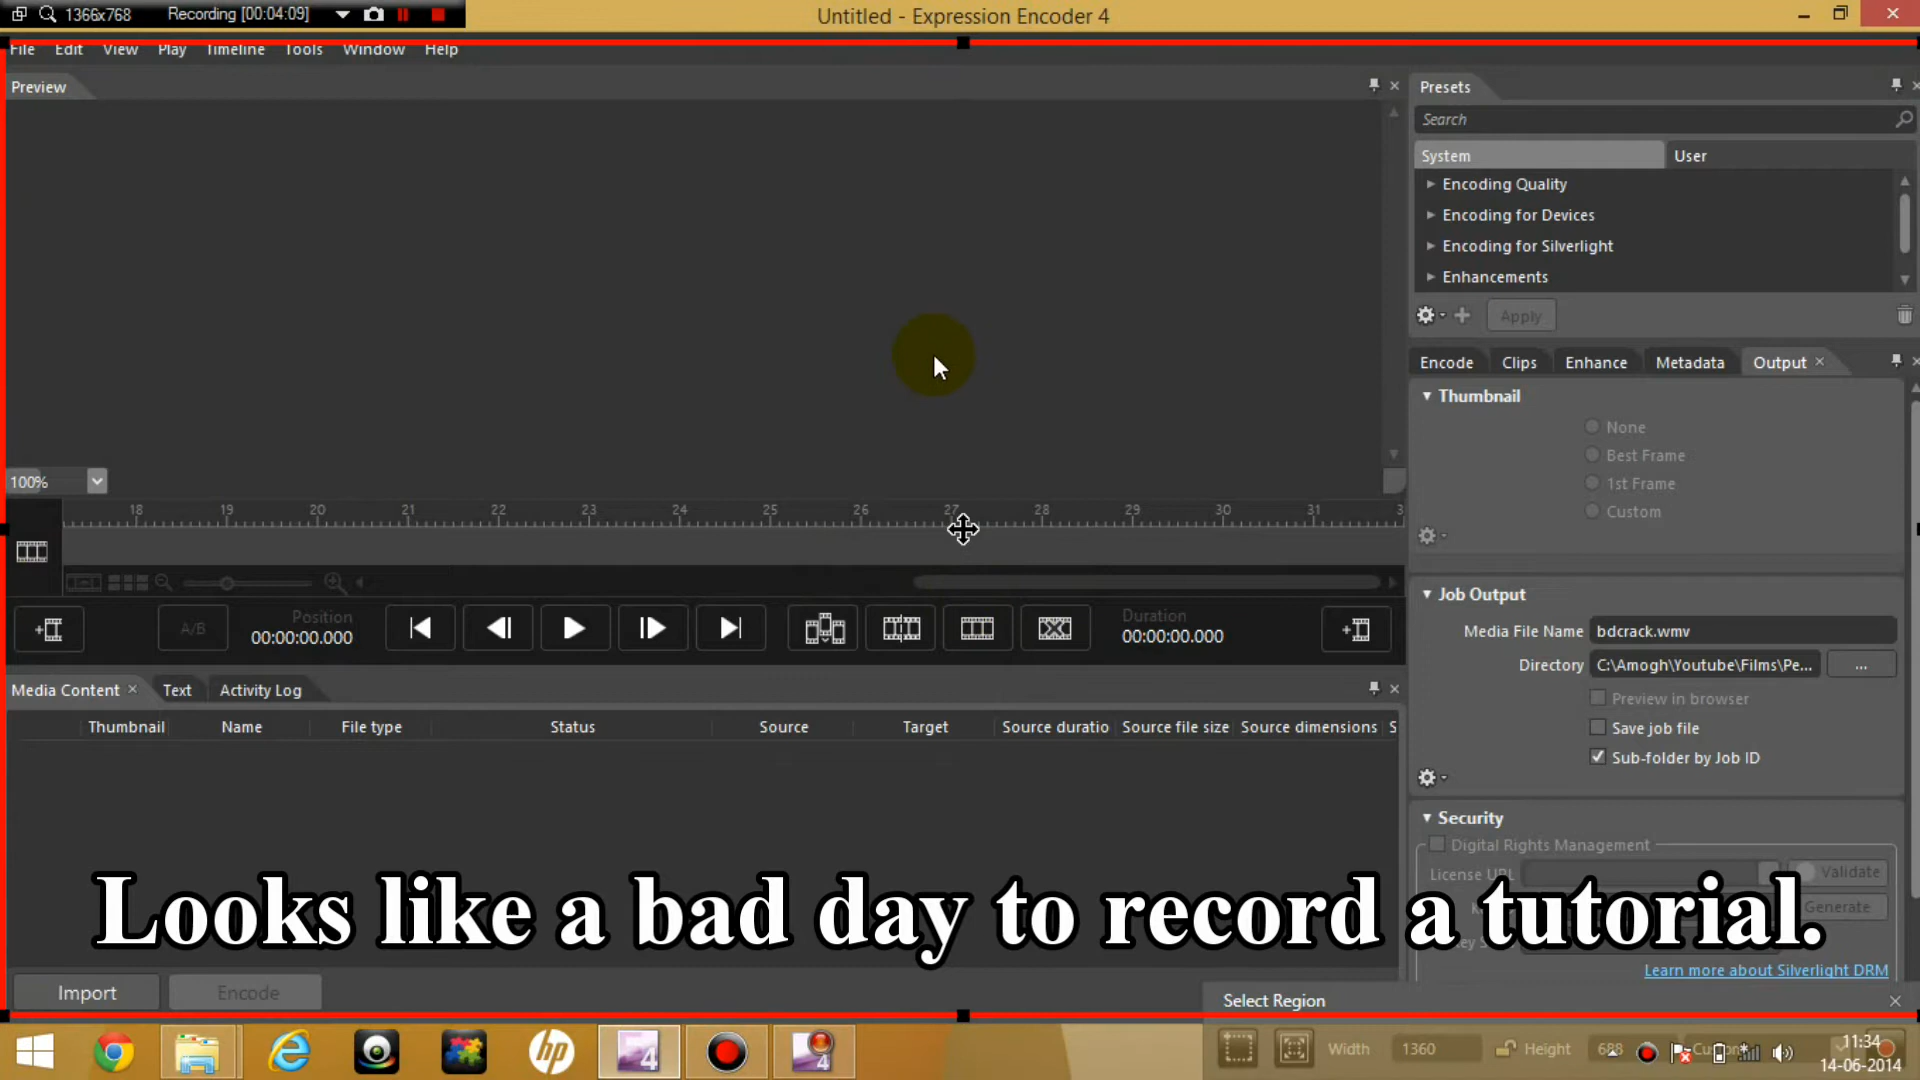 1366x768 Recording [00:04:09]
Untitled - Expression Encoder 4
File Edit View Play Timeline Tools Window Help
Preview
Presets
Search
System User
Encoding Quality
Encoding for Devices
Encoding for Silverlight
Enhancements
Apply
Encode Clips Enhance Metadata Output
Thumbnail
None
Best Frame
1st Frame
Custom
100%
18 19 20 21 22 23 24 25 26 27 28 29 30 31 3
A/B
Position
00:00:00.000
Duration
00:00:00.000
Job Output
Media File Name bdcrack.wmv
Directory C:\Amogh\Youtube\Films\Pe... ...
Preview in browser
Save job file
Sub-folder by Job ID
Media Content Text Activity Log
Thumbnail Name File type Status Source Target Source duratio Source file size Source dimensions S
Security
Digital Rights Management
License URL Validate
Generate
Looks like a bad day to record a tutorial.
Learn more about Silverlight DRM
Import Encode
Select Region
hp 4 4
Width 1360 Height 688
11:34
14-06-2014